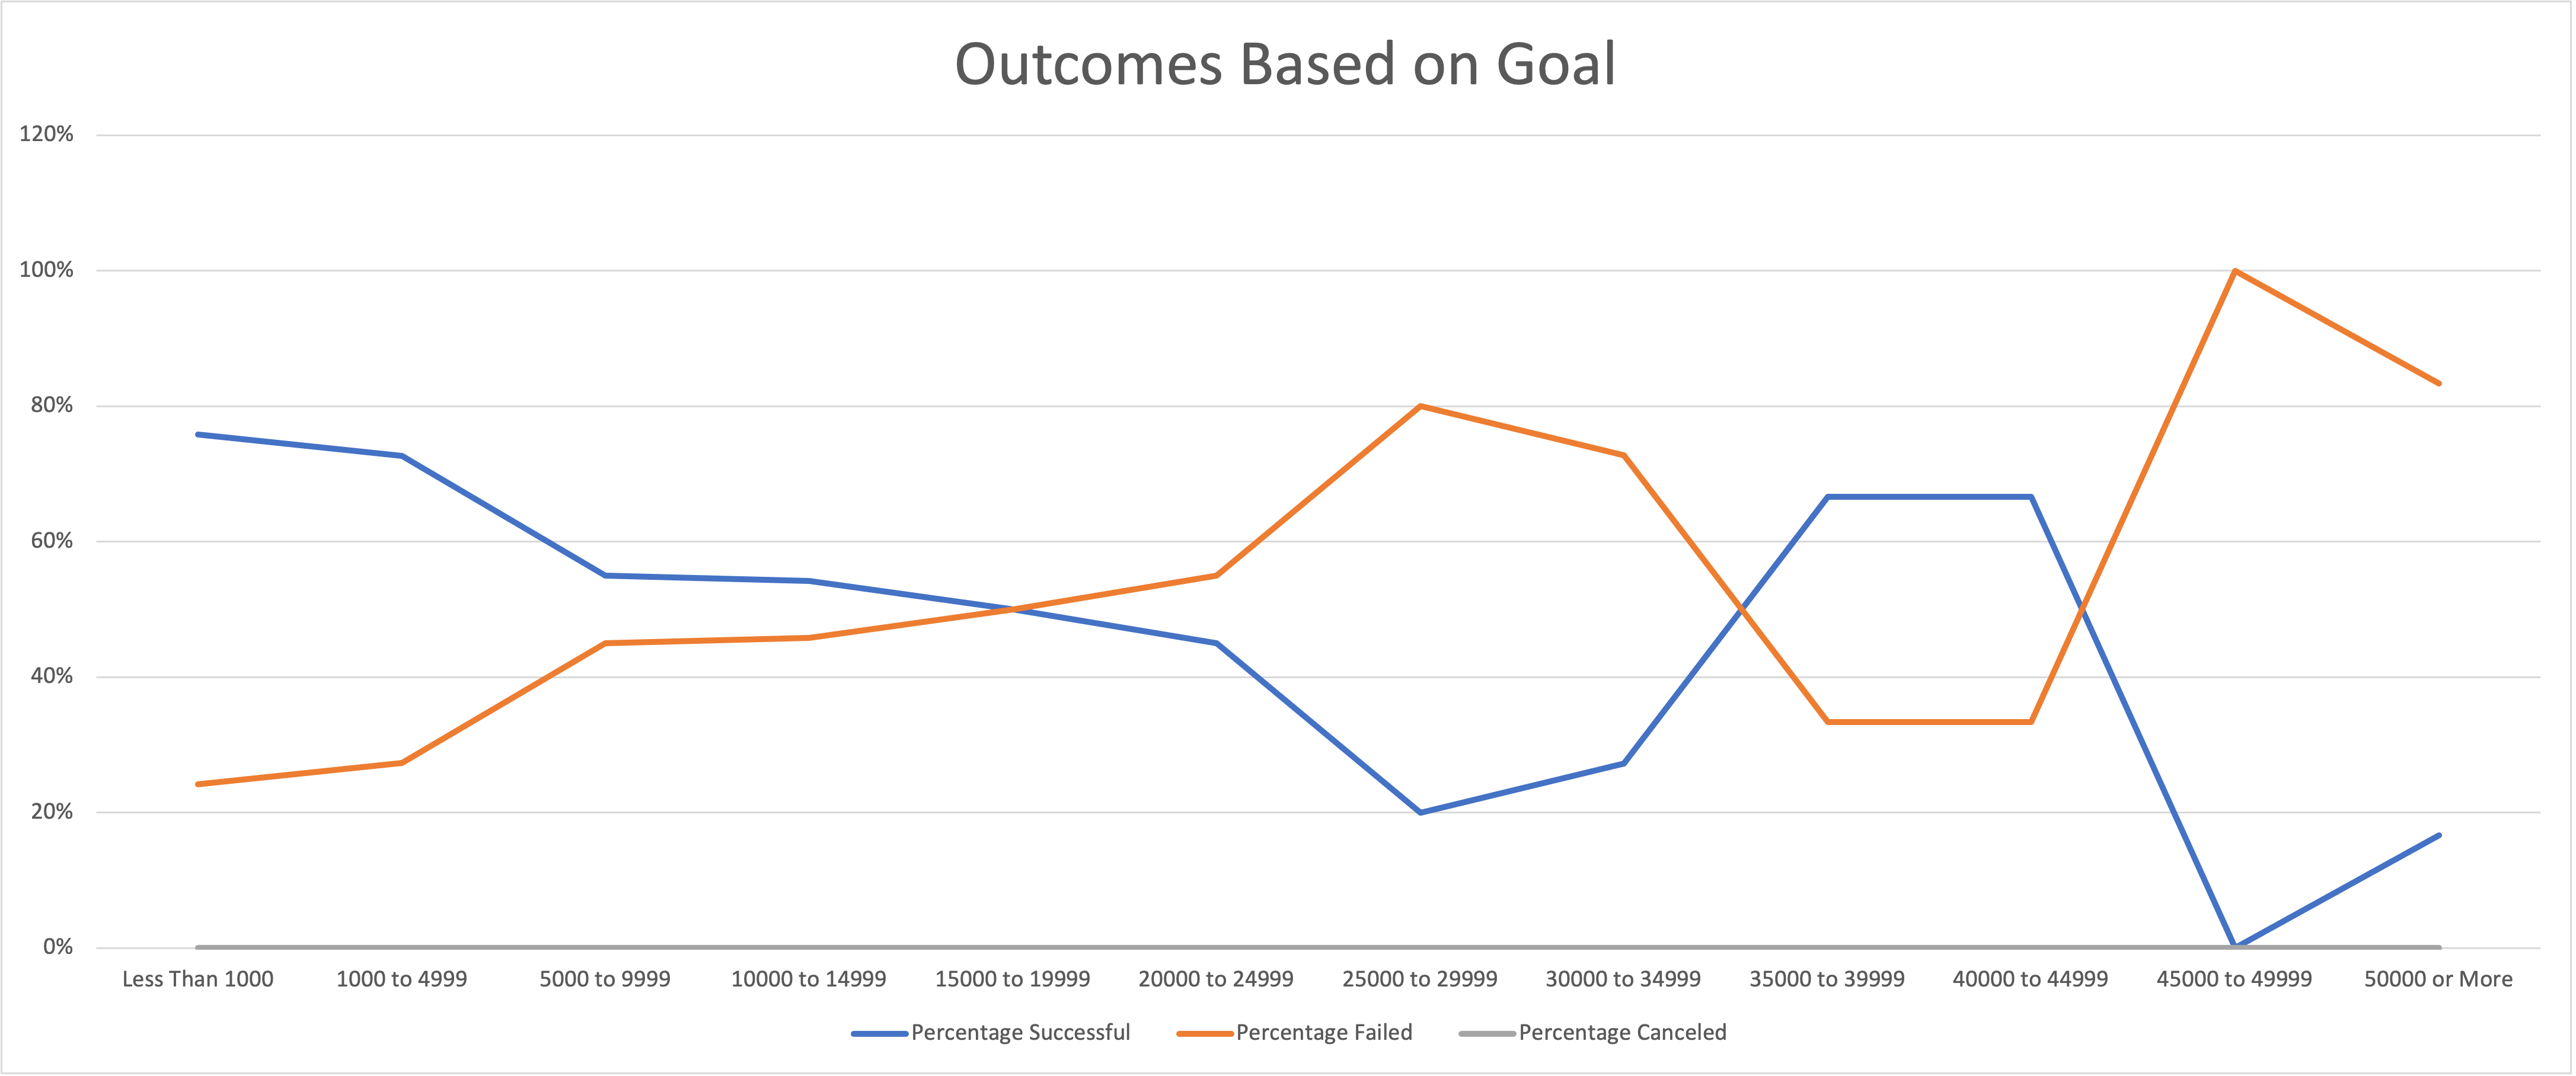 Outcomes Based on Goal
120%
100%
80%
60%
40%
20%
0%
Less Than 1000 1000 to 4999 5000 to 9999 10000 to 14999 15000 to 19999 20000 to 24999 25000 to 29999 30000 to 34999 35000 to 39999 40000 to 44999 45000 to 49999 50000 or More
Percentage Successful Percentage Failed Percentage Canceled